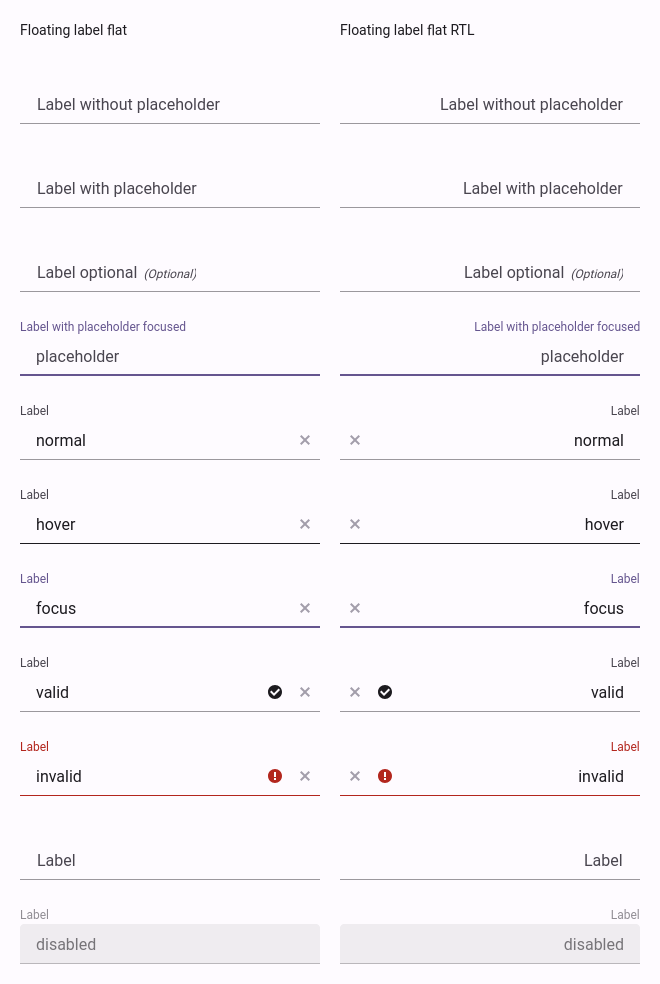 Floating label flat
Floating label flat RTL
Label without placeholder
Label without placeholder
Label with placeholder
Label with placeholder
Label optional (Optional)
Label optional (Optional)
Label with placeholder focused
Label with placeholder focused
placeholder
placeholder
Label
Label
normal
normal
Label
Label
hover
hover
Label
Label
focus
focus
Label
Label
valid
valid
Label
Label
invalid
invalid
Label
Label
Label
Label
disabled
disabled